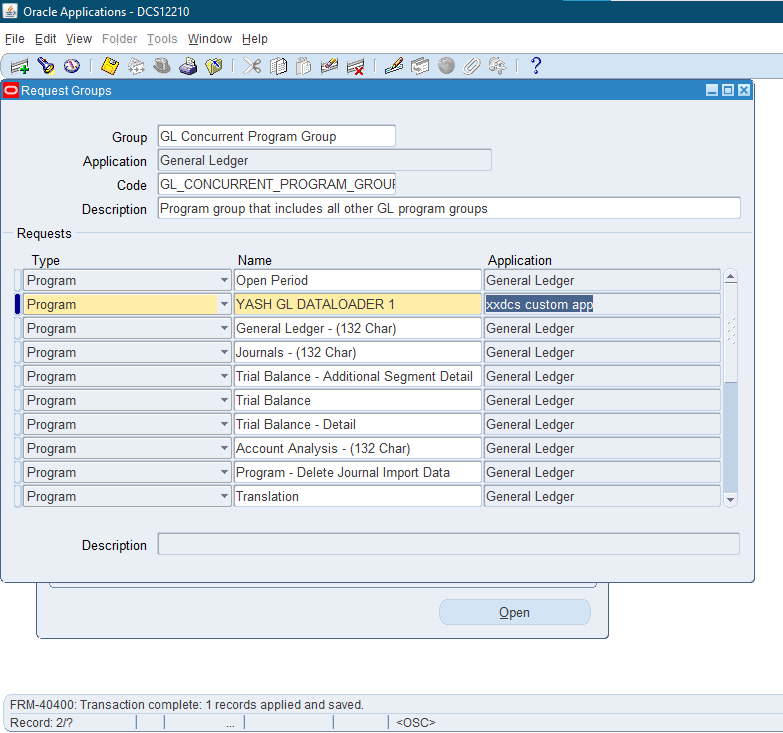 Oracle Applications - DCS12210
File Edit View Folder Tools Window Help
?
Request Groups
Group GL Concurrent Program Group
Application General Ledger
Code GL_CONCURRENT_PROGRAM_GROUP
Description Program group that includes all other GL program groups
Requests
Type Name Application
Program Open Period General Ledger
Program YASH GL DATALOADER 1 xxdcs custom app
Program General Ledger - (132 Char) General Ledger
Program Journals - (132 Char) General Ledger
Program Trial Balance - Additional Segment Detail General Ledger
Program Trial Balance General Ledger
Program Trial Balance - Detail General Ledger
Program Account Analysis - (132 Char) General Ledger
Program Program - Delete Journal Import Data General Ledger
Program Translation General Ledger
Description
Open
FRM-40400: Transaction complete: 1 records applied and saved.
Record: 2/? ... <OSC>